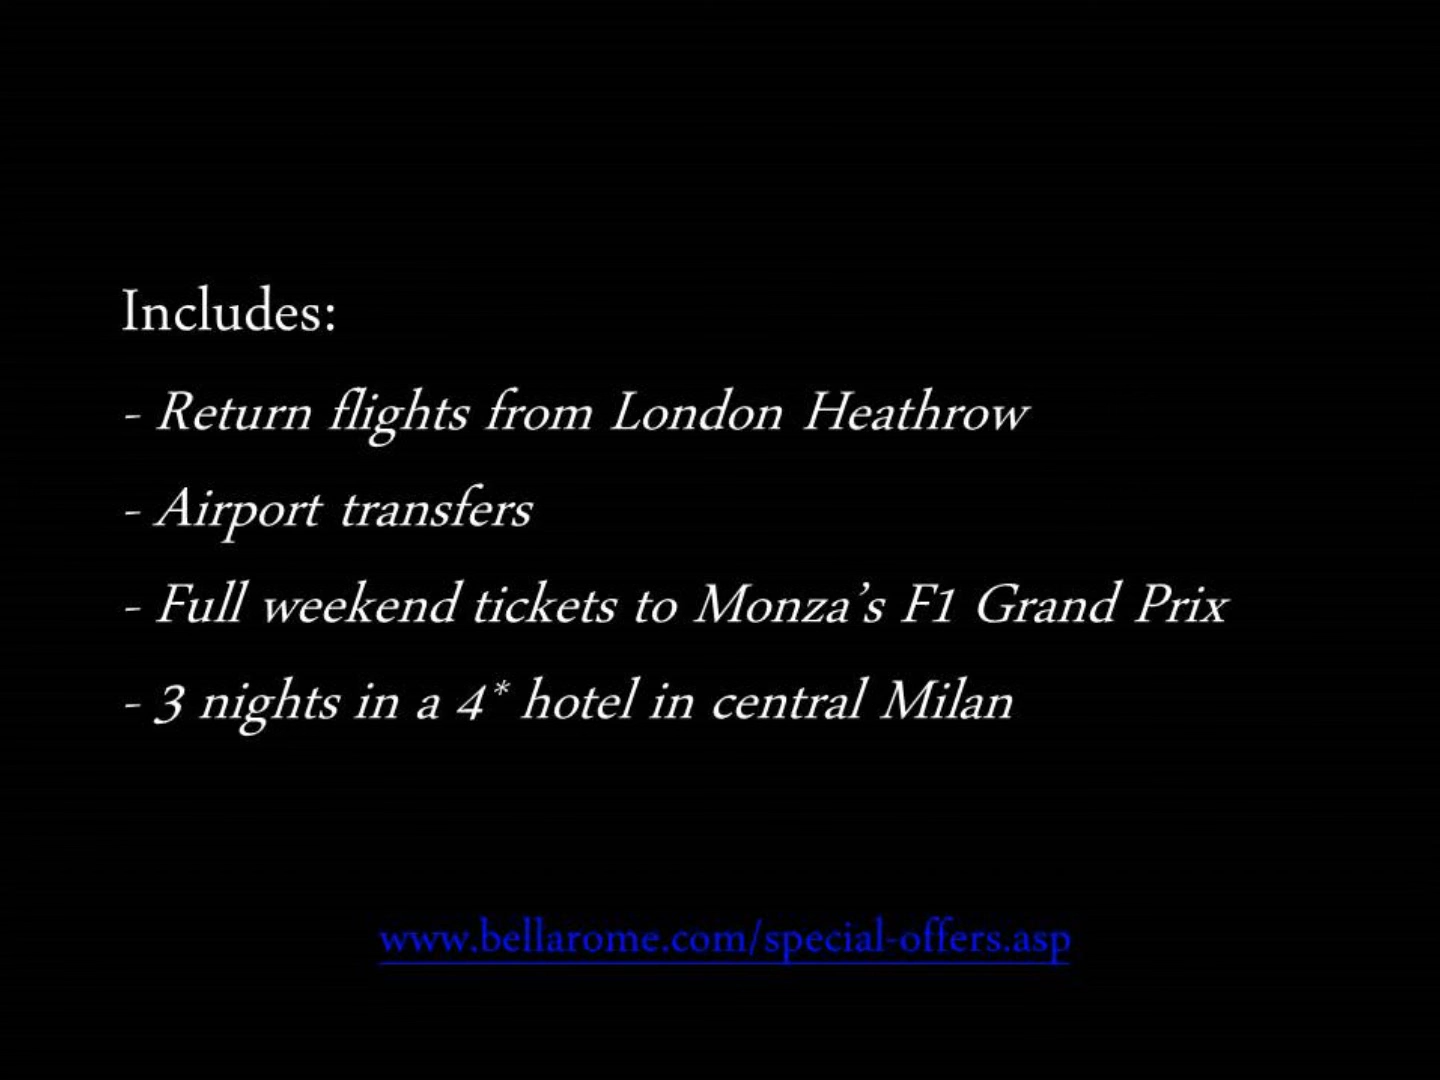 Includes:
- Return flights from London Heathrow
- Airport transfers
- Full weekend tickets to Monza’s F1 Grand Prix
- 3 nights in a 4* hotel in central Milan
www.bellarome.com/special-offers.asp